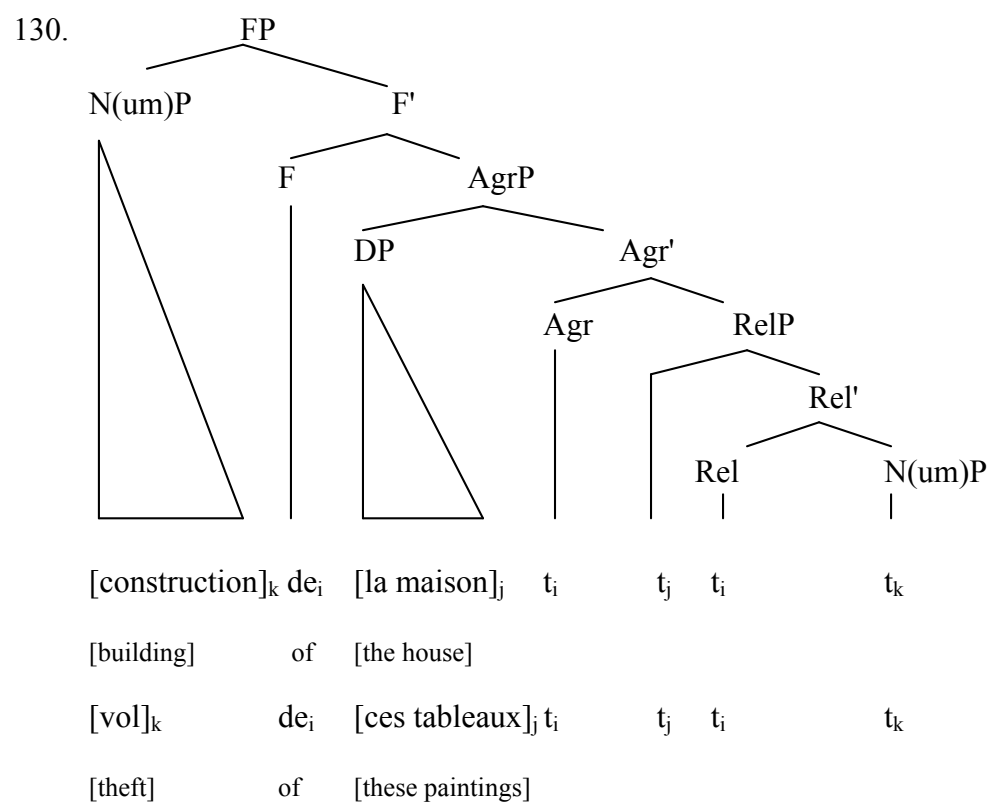 130. FP
N(um)P F'
F AgrP
DP Agr'
Agr RelP
Rel'
Rel N(um)P
[construction]k dei [la maison]j ti tj ti tk
[building] of [the house]
[vol]k dei [ces tableaux]j ti tj ti tk
[theft] of [these paintings]